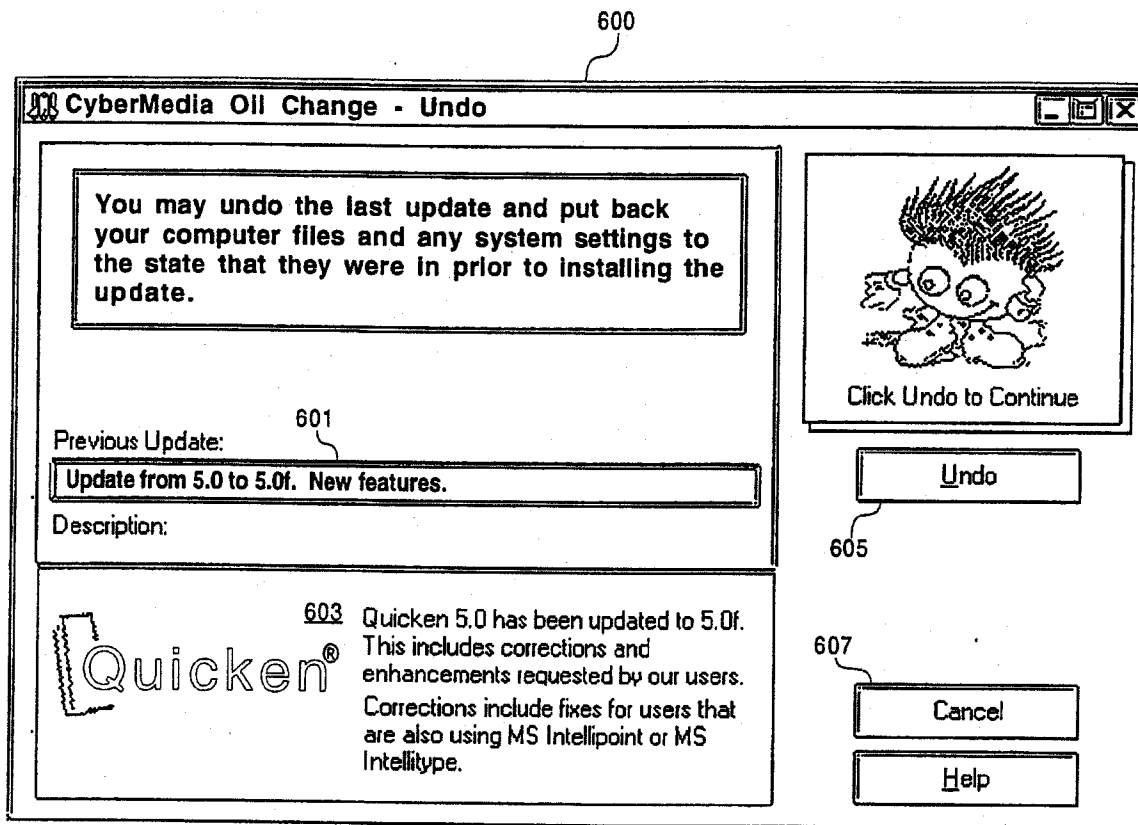 600
CyberMedia Oil Change - Undo
You may undo the last update and put back
your computer files and any system settings to
the state that they were in prior to installing the
update.
Click Undo to Continue
601
Previous Update:
Update from 5.0 to 5.0f. New features.
Undo
Description:
605
603
Quicken®
Quicken 5.0 has been updated to 5.0f.
This includes corrections and
enhancements requested by our users.
Corrections include fixes for users that
are also using MS Intellipoint or MS
Intellitype.
607
Cancel
Help